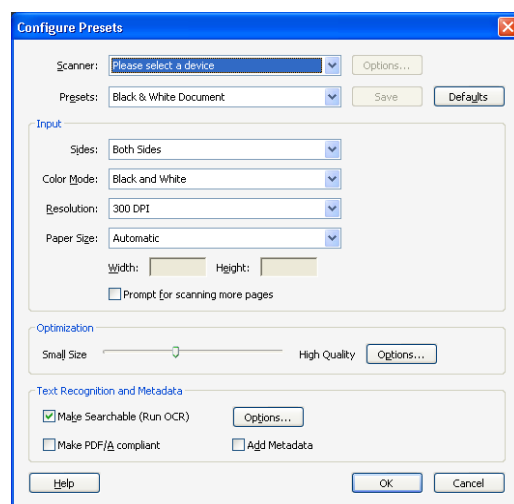 Configure Presets
Scanner: Please select a device Options...
Presets: Black & White Document Save Defaults
Input
Sides: Both Sides
Color Mode: Black and White
Resolution: 300 DPI
Paper Size: Automatic
Width: Height:
Prompt for scanning more pages
Optimization
Small Size High Quality Options...
Text Recognition and Metadata
Make Searchable (Run OCR) Options...
Make PDF/A compliant Add Metadata
Help OK Cancel